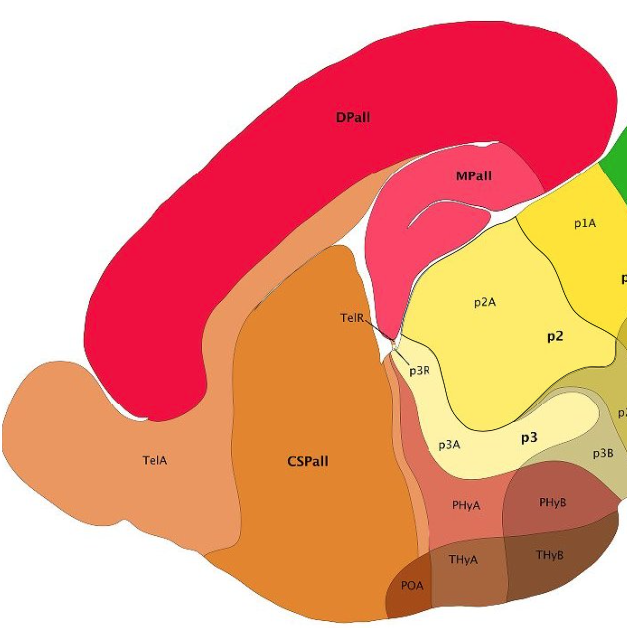 DPall
MPall
p1A
p2A
TelR
p2
p3R
p3
p3A
p3B
TelA
CSPall
PHyA
PHyB
THyA
THyB
POA